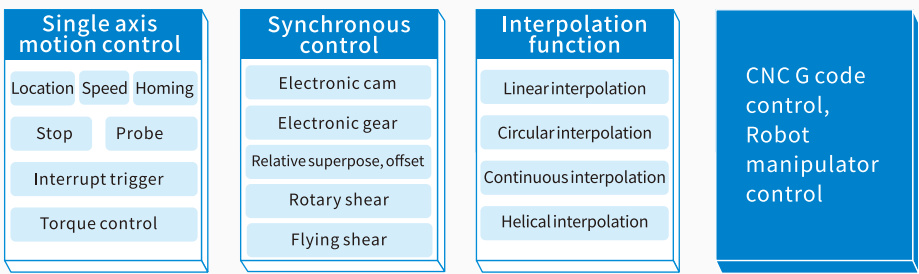 Single axis
motion control
Location Speed Homing
Stop Probe
Interrupt trigger
Torque control
Synchronous
control
Electronic cam
Electronic gear
Relative superpose, offset
Rotary shear
Flying shear
Interpolation
function
Linear interpolation
Circular interpolation
Continuous interpolation
Helical interpolation
CNC G code
control,
Robot
manipulator
control